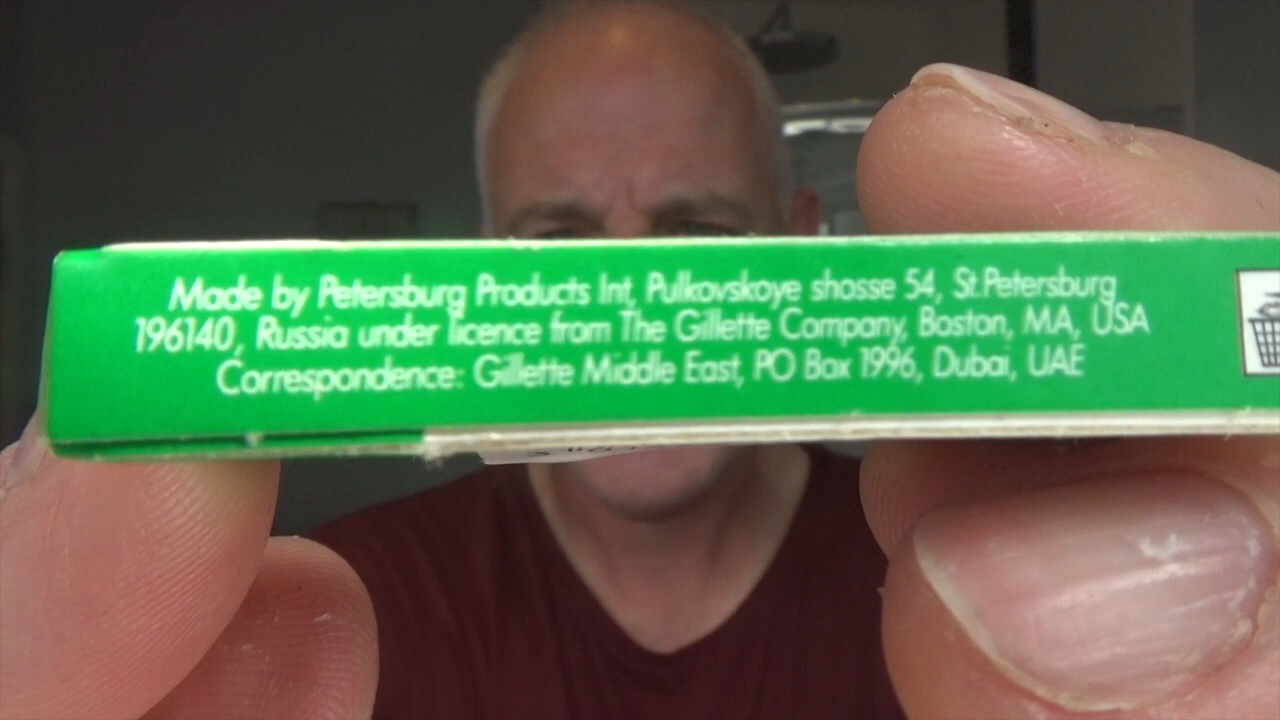 Made by Petersburg Products Int, Pulkovskoye shosse 54, St.Petersburg
196140, Russia under licence from The Gillette Company, Boston, MA, USA
Correspondence: Gillette Middle East, PO Box 1996, Dubai, UAE